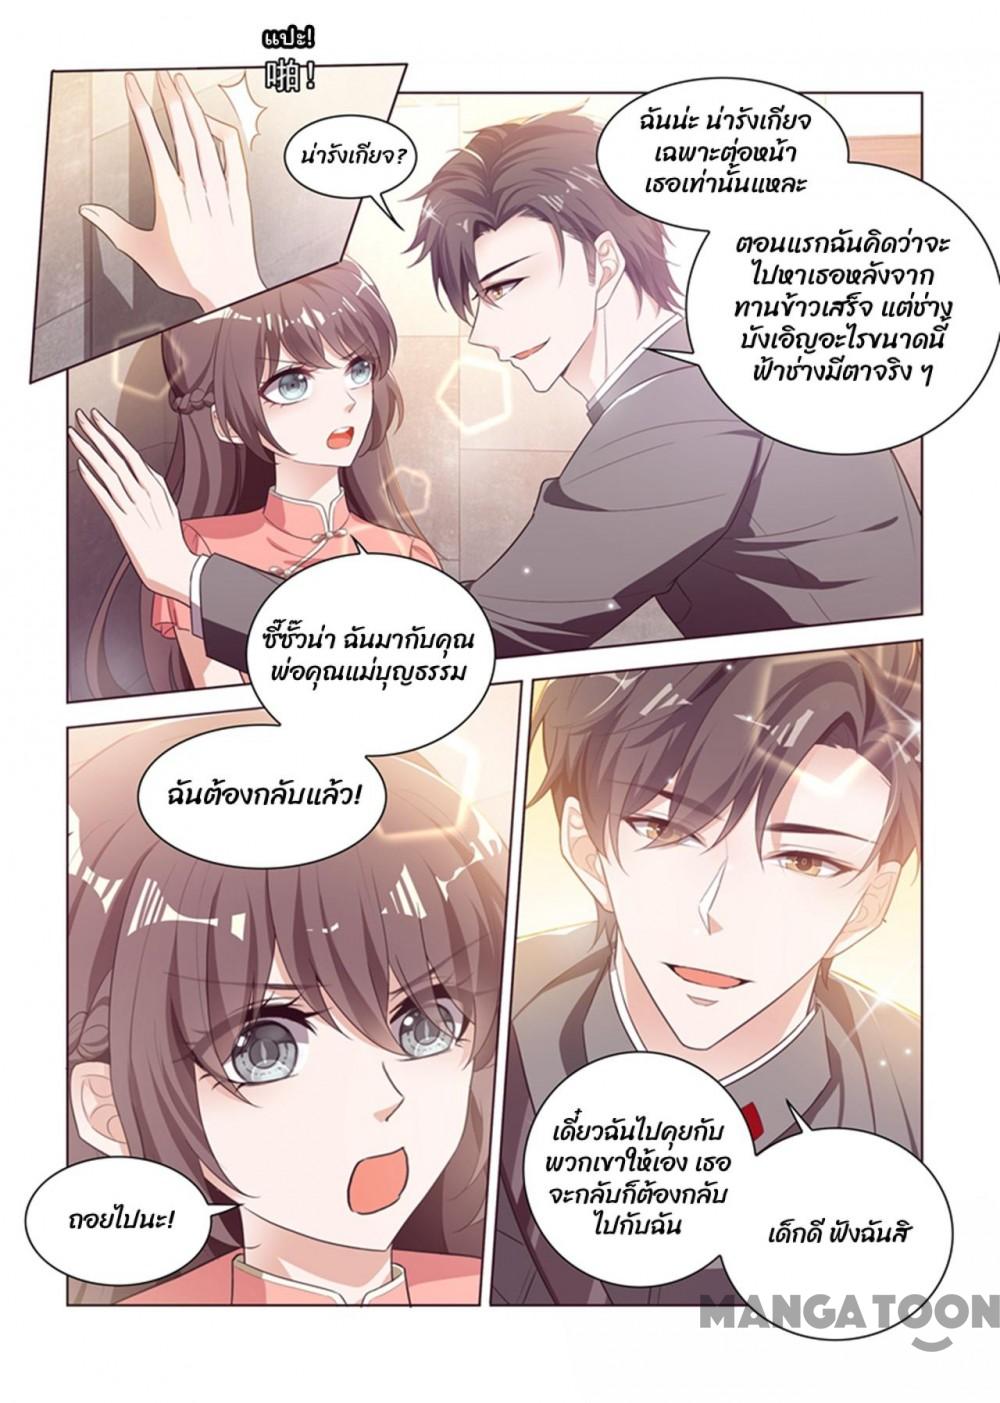 แปะ!
啪!
น่ารังเกียจ?
ฉันน่ะ น่ารังเกียจ
เฉพาะต่อหน้า
เธอเท่านั้นแหละ
ตอนแรกฉันคิดว่าจะ
ไปหาเธอหลังจาก
ทานข้าวเสร็จ แต่ช่าง
บังเอิญอะไรขนาดนี้
ฟ้าช่างมีตาจริง ๆ
ซี๊ซั๊วน่า ฉันมากับคุณ
พ่อคุณแม่บุญธรรม
ฉันต้องกลับแล้ว!
ถอยไปนะ!
เดี๋ยวฉันไปคุยกับ
พวกเขาให้เอง เธอ
จะกลับก็ต้องกลับ
ไปกับฉัน
เด็กดี ฟังฉันสิ
MANGATOON